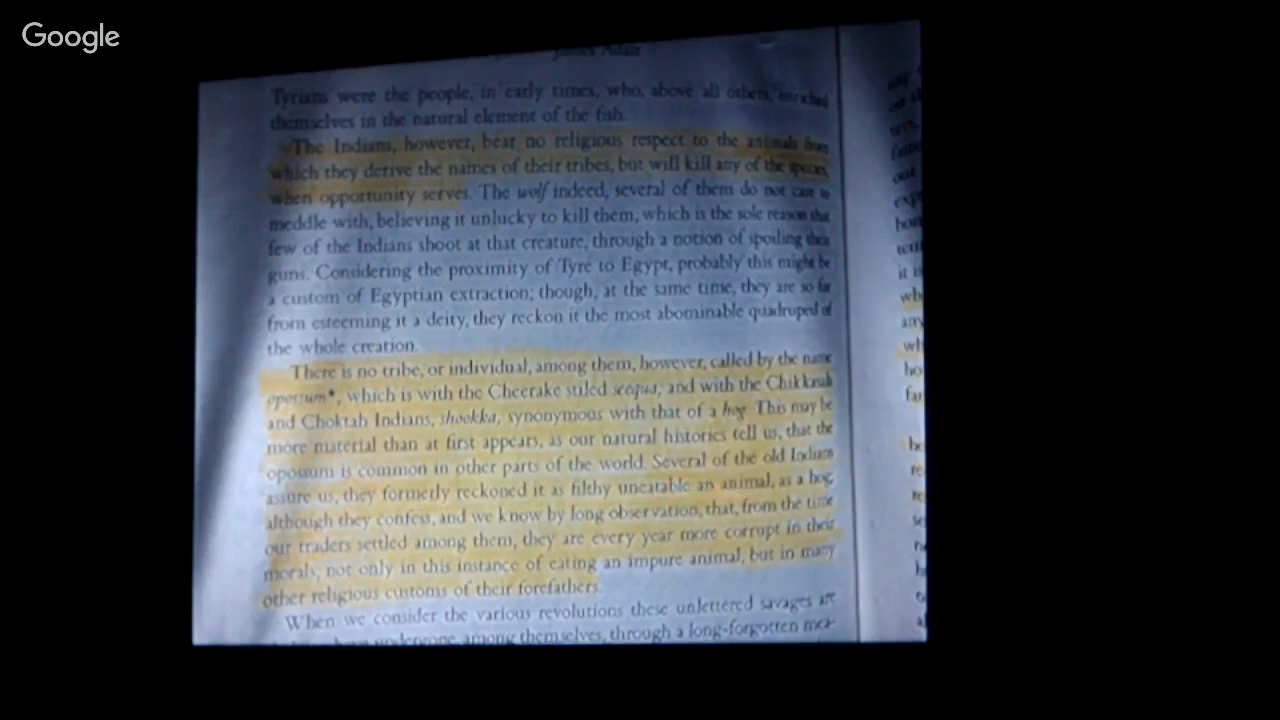 Google
Tyrians were the people, in early times, who, above all others, enriched
themselves in the natural element of the fish.
The Indians, however, bear no religious respect to the animals from
which they derive the names of their tribes, but will kill any of the species,
when opportunity serves. The wolf indeed, several of them do not care to
meddle with, believing it unlucky to kill them; which is the sole reason that
few of the Indians shoot at that creature, through a notion of spoiling their
guns. Considering the proximity of Tyre to Egypt, probably this might be
a custom of Egyptian extraction; though, at the same time, they are so far
from esteeming it a deity, they reckon it the most abominable quadruped of
the whole creation.
There is no tribe, or individual, among them, however, called by the name
opossum*, which is with the Cheerake stiled seequa; and with the Chikkasah
and Choktah Indians, shookka, synonymous with that of a hog. This may be
more material than at first appears, as our natural histories tell us, that the
opossum is common in other parts of the world. Several of the old Indians
assure us, they formerly reckoned it as filthy uneatable an animal, as a hog,
although they confess, and we know by long observation, that, from the time
our traders settled among them, they are every year more corrupt in their
morals; not only in this instance of eating an impure animal, but in many
other religious customs of their forefathers.
When we consider the various revolutions these unlettered savages are
undergone among themselves, through a long-forgotten mea-